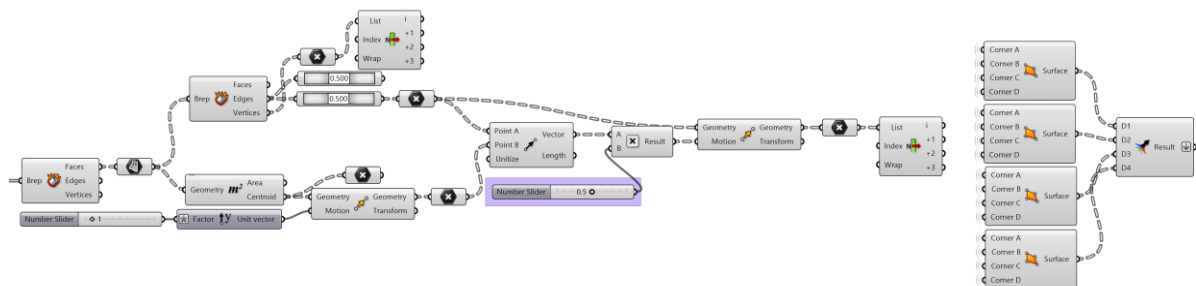 List
Index
Wrap
i
+1
+2
+3
Brep
Faces
Edges
Vertices
0.500
0.500
Brep
Faces
Edges
Vertices
Geometry
m²
Area
Centroid
Number Slider
1
Factor
y
Unit vector
Geometry
Motion
Geometry
Transform
Point A
Point B
Unitize
Vector
Length
A
B
Result
Number Slider
0.5
Geometry
Motion
Geometry
Transform
List
Index
Wrap
i
+1
+2
+3
Corner A
Corner B
Corner C
Corner D
Surface
Corner A
Corner B
Corner C
Corner D
Surface
Corner A
Corner B
Corner C
Corner D
Surface
Corner A
Corner B
Corner C
Corner D
Surface
D1
D2
D3
D4
Result